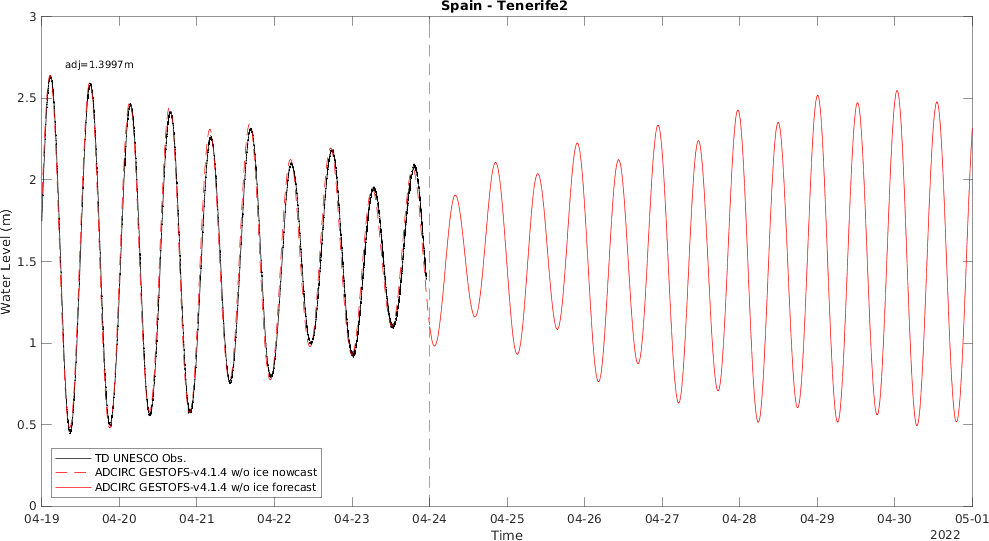 Spain - Tenerife2
adj=1.3997m
Water Level (m)
3
2.5
2
1.5
1
0.5
0
TD UNESCO Obs.
ADCIRC GESTOFS-v4.1.4 w/o ice nowcast
ADCIRC GESTOFS-v4.1.4 w/o ice forecast
04-19 04-20 04-21 04-22 04-23 04-24 04-25 04-26 04-27 04-28 04-29 04-30 05-01
Time
2022